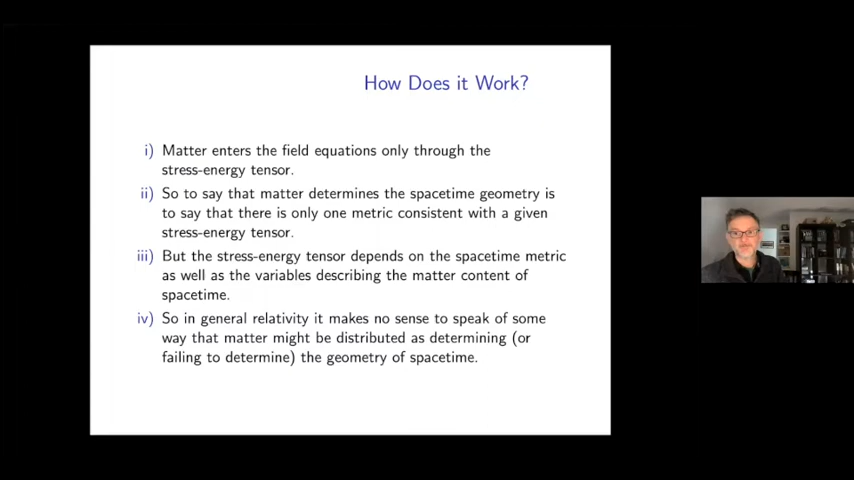 How Does it Work?
i) Matter enters the field equations only through the
stress-energy tensor.
ii) So to say that matter determines the spacetime geometry is
to say that there is only one metric consistent with a given
stress-energy tensor.
iii) But the stress-energy tensor depends on the spacetime metric
as well as the variables describing the matter content of
spacetime.
iv) So in general relativity it makes no sense to speak of some
way that matter might be distributed as determining (or
failing to determine) the geometry of spacetime.